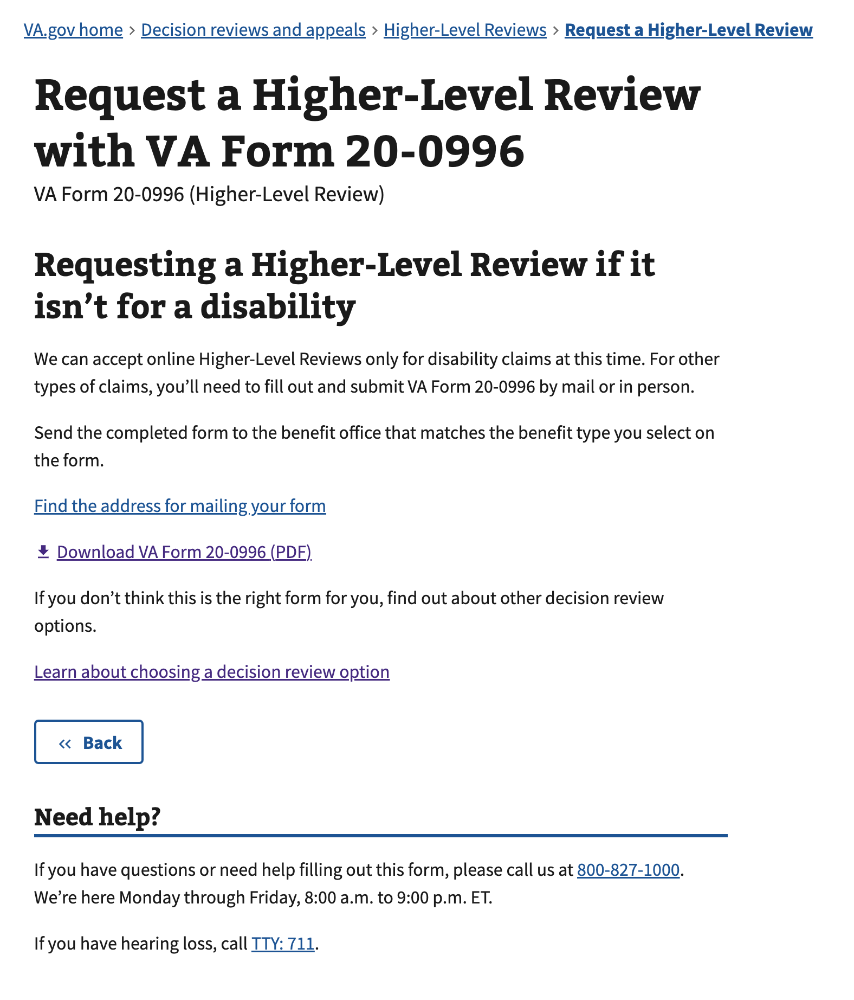 VA.gov home › Decision reviews and appeals › Higher-Level Reviews › Request a Higher-Level Review
Request a Higher-Level Review
with VA Form 20-0996
VA Form 20-0996 (Higher-Level Review)
Requesting a Higher-Level Review if it
isn’t for a disability
We can accept online Higher-Level Reviews only for disability claims at this time. For other
types of claims, you’ll need to fill out and submit VA Form 20-0996 by mail or in person.
Send the completed form to the benefit office that matches the benefit type you select on
the form.
Find the address for mailing your form
Download VA Form 20-0996 (PDF)
If you don’t think this is the right form for you, find out about other decision review
options.
Learn about choosing a decision review option
« Back
Need help?
If you have questions or need help filling out this form, please call us at 800-827-1000.
We’re here Monday through Friday, 8:00 a.m. to 9:00 p.m. ET.
If you have hearing loss, call TTY: 711.